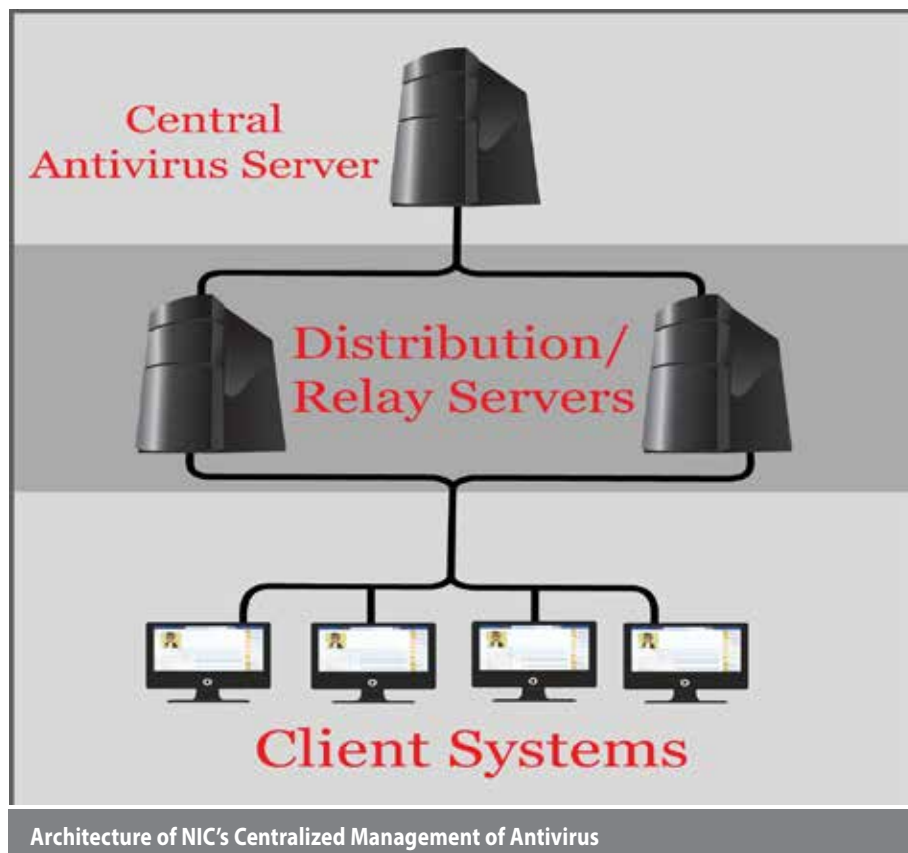 Central
Antivirus Server
Distribution/
Relay Servers
Client Systems
Architecture of NIC's Centralized Management of Antivirus